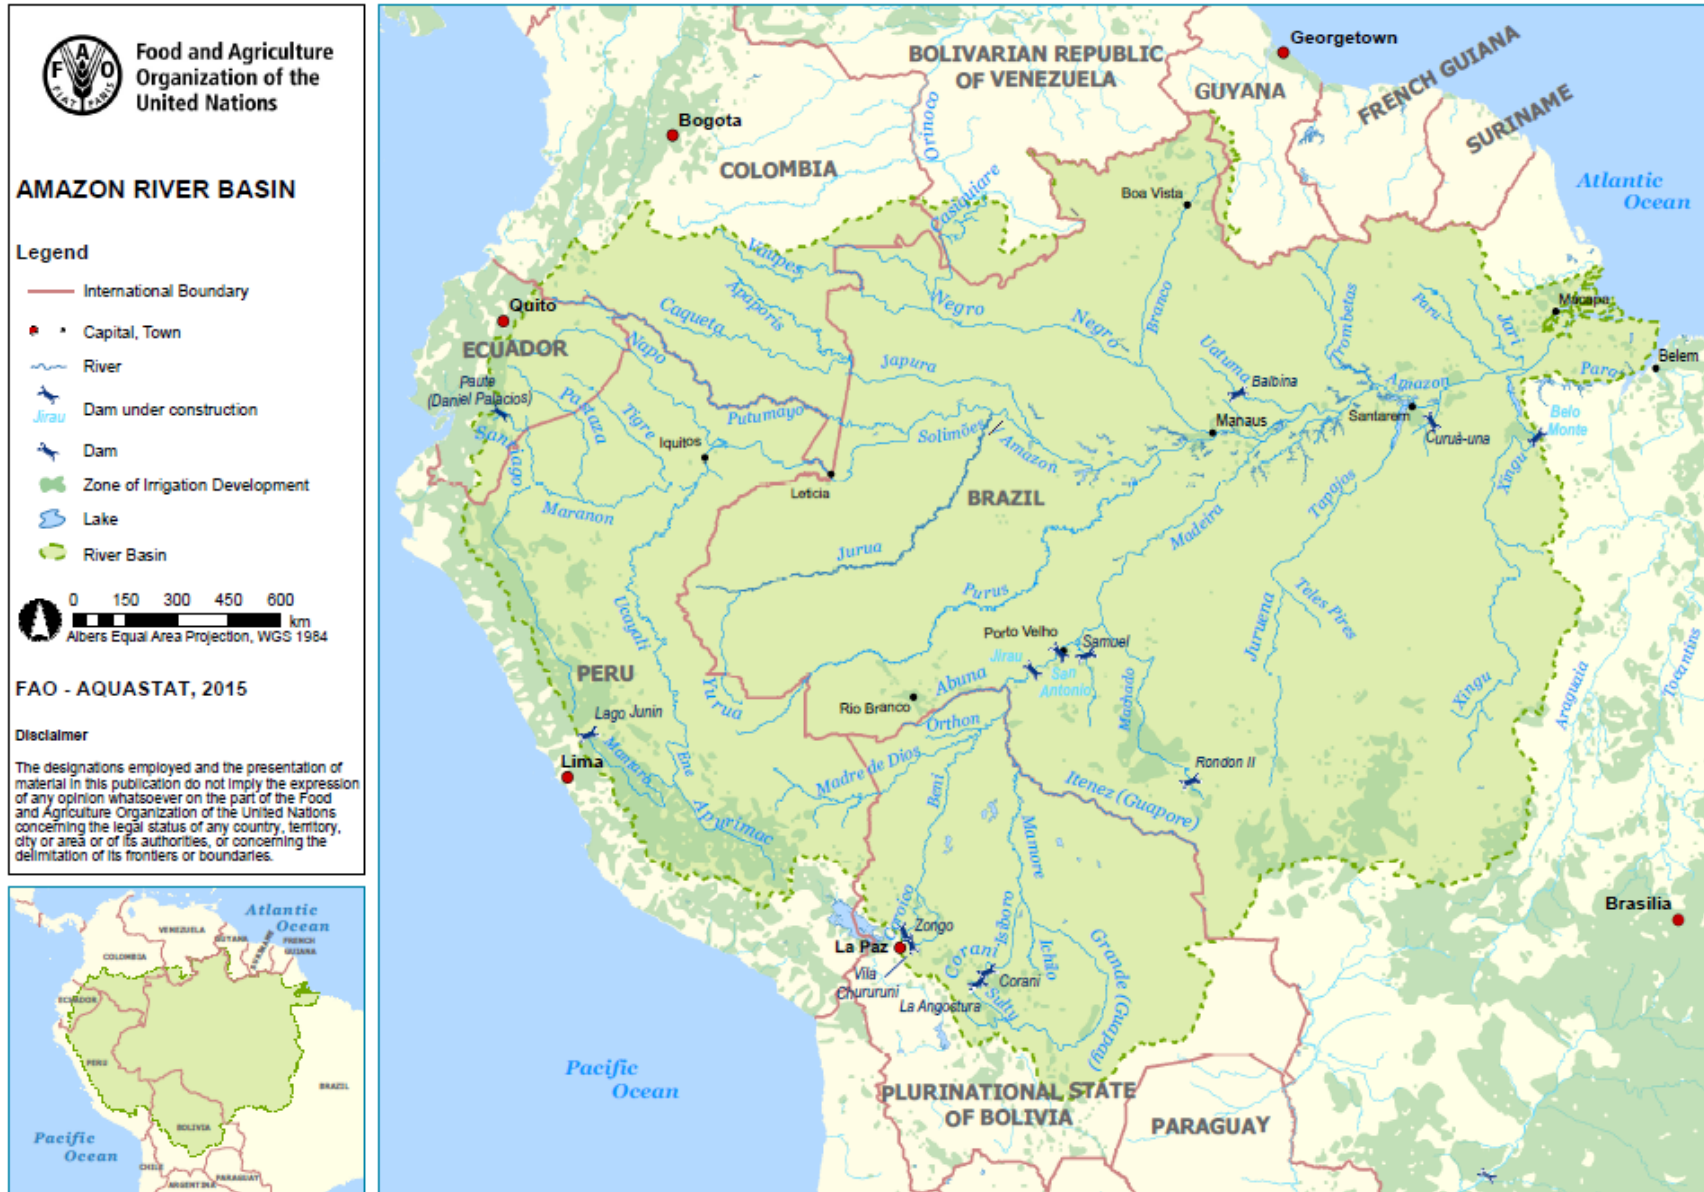 FAO
FIAT PANIS
Food and Agriculture
Organization of the
United Nations
AMAZON RIVER BASIN
Legend
International Boundary
Capital, Town
River
Jirau
Dam under construction
Dam
Zone of Irrigation Development
Lake
River Basin
0 150 300 450 600
km
Albers Equal Area Projection, WGS 1984
FAO - AQUASTAT, 2015
Disclaimer
The designations employed and the presentation of
material in this publication do not imply the expression
of any opinion whatsoever on the part of the Food
and Agriculture Organization of the United Nations
concerning the legal status of any country, territory,
city or area or of its authorities, or concerning the
delimitation of its frontiers or boundaries.
Atlantic
Ocean
VENEZUELA
GUYANA
SURINAME
FRENCH
GUIANA
COLOMBIA
ECUADOR
PERU
BRAZIL
BOLIVIA
Pacific
Ocean
CHILE
PARAGUAY
ARGENTINA
BOLIVARIAN REPUBLIC
OF VENEZUELA
Georgetown
GUYANA
FRENCH GUIANA
SURINAME
Bogota
COLOMBIA
Orinoco
Casiquiare
Boa Vista
Atlantic
Ocean
Vaupes
Apaporis
Caqueta
Negro
Negro
Branco
Trombetas
Paru
Jari
Macapa
Quito
ECUADOR
Napo
Japura
Uatuma
Balbina
Amazon
Para
Belem
Paute
(Daniel Palacios)
Pastaza
Tigre
Putumayo
Solimões
Amazon
Manaus
Santarem
Curuá-una
Belo
Monte
Santiago
Iquitos
Leticia
BRAZIL
Xingu
Maranon
Jurua
Madeira
Tapajos
Ucayali
Purus
Teles Pires
Juruena
Porto Velho
Samuel
Jirau
San
Antonio
PERU
Yurua
Abuna
Rio Branco
Machado
Xingu
Araguaia
Tocantins
Lago Junin
Orthon
Lima
Mantaro
Ene
Madre de Dios
Beni
Rondon II
Itenez (Guapore)
Apurimac
Mamore
Brasilia
Coroico
Zongo
La Paz
Isiboro
Ichilo
Grande (Guapay)
Vila
Chururuni
Corani
Corani
La Angostura
Sulty
Pacific
Ocean
PLURINATIONAL STATE
OF BOLIVIA
PARAGUAY